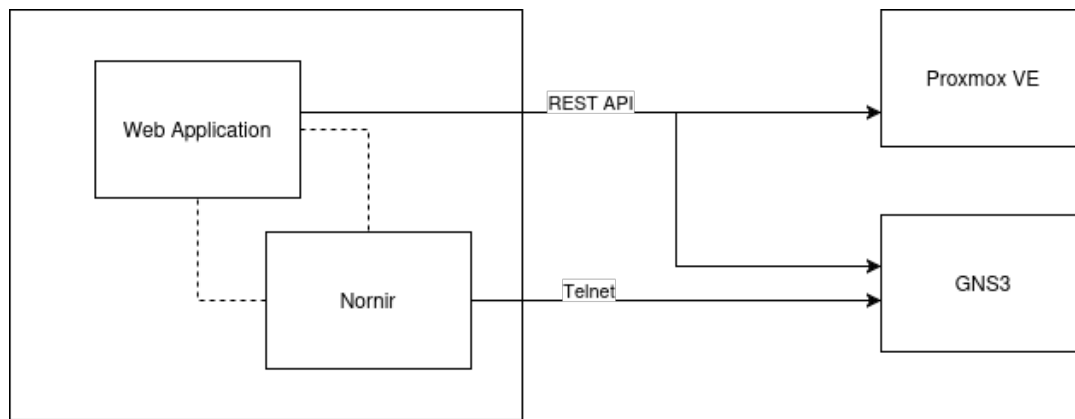 Proxmox VE
REST API
Web Application
Telnet
Nornir
GNS3